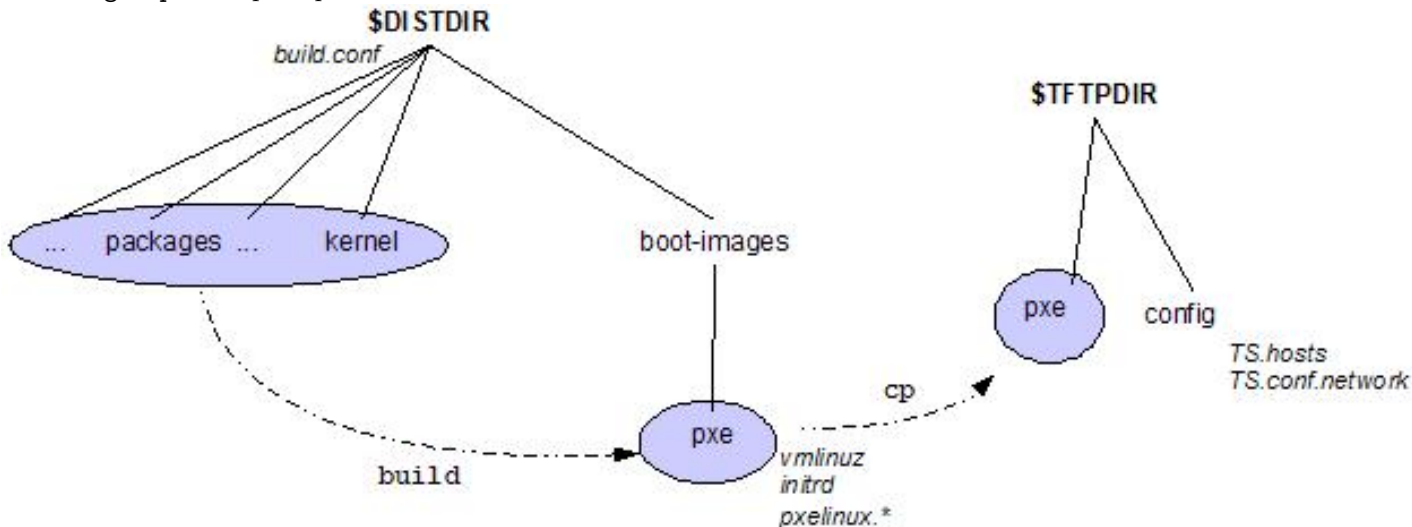 $DISTDIR
build.conf
$TFTPDIR
... packages ... kernel
boot-images
pxe
config
TS.hosts
TS.conf.network
cp
pxe
build
vmlinuz
initrd
pxelinux.*